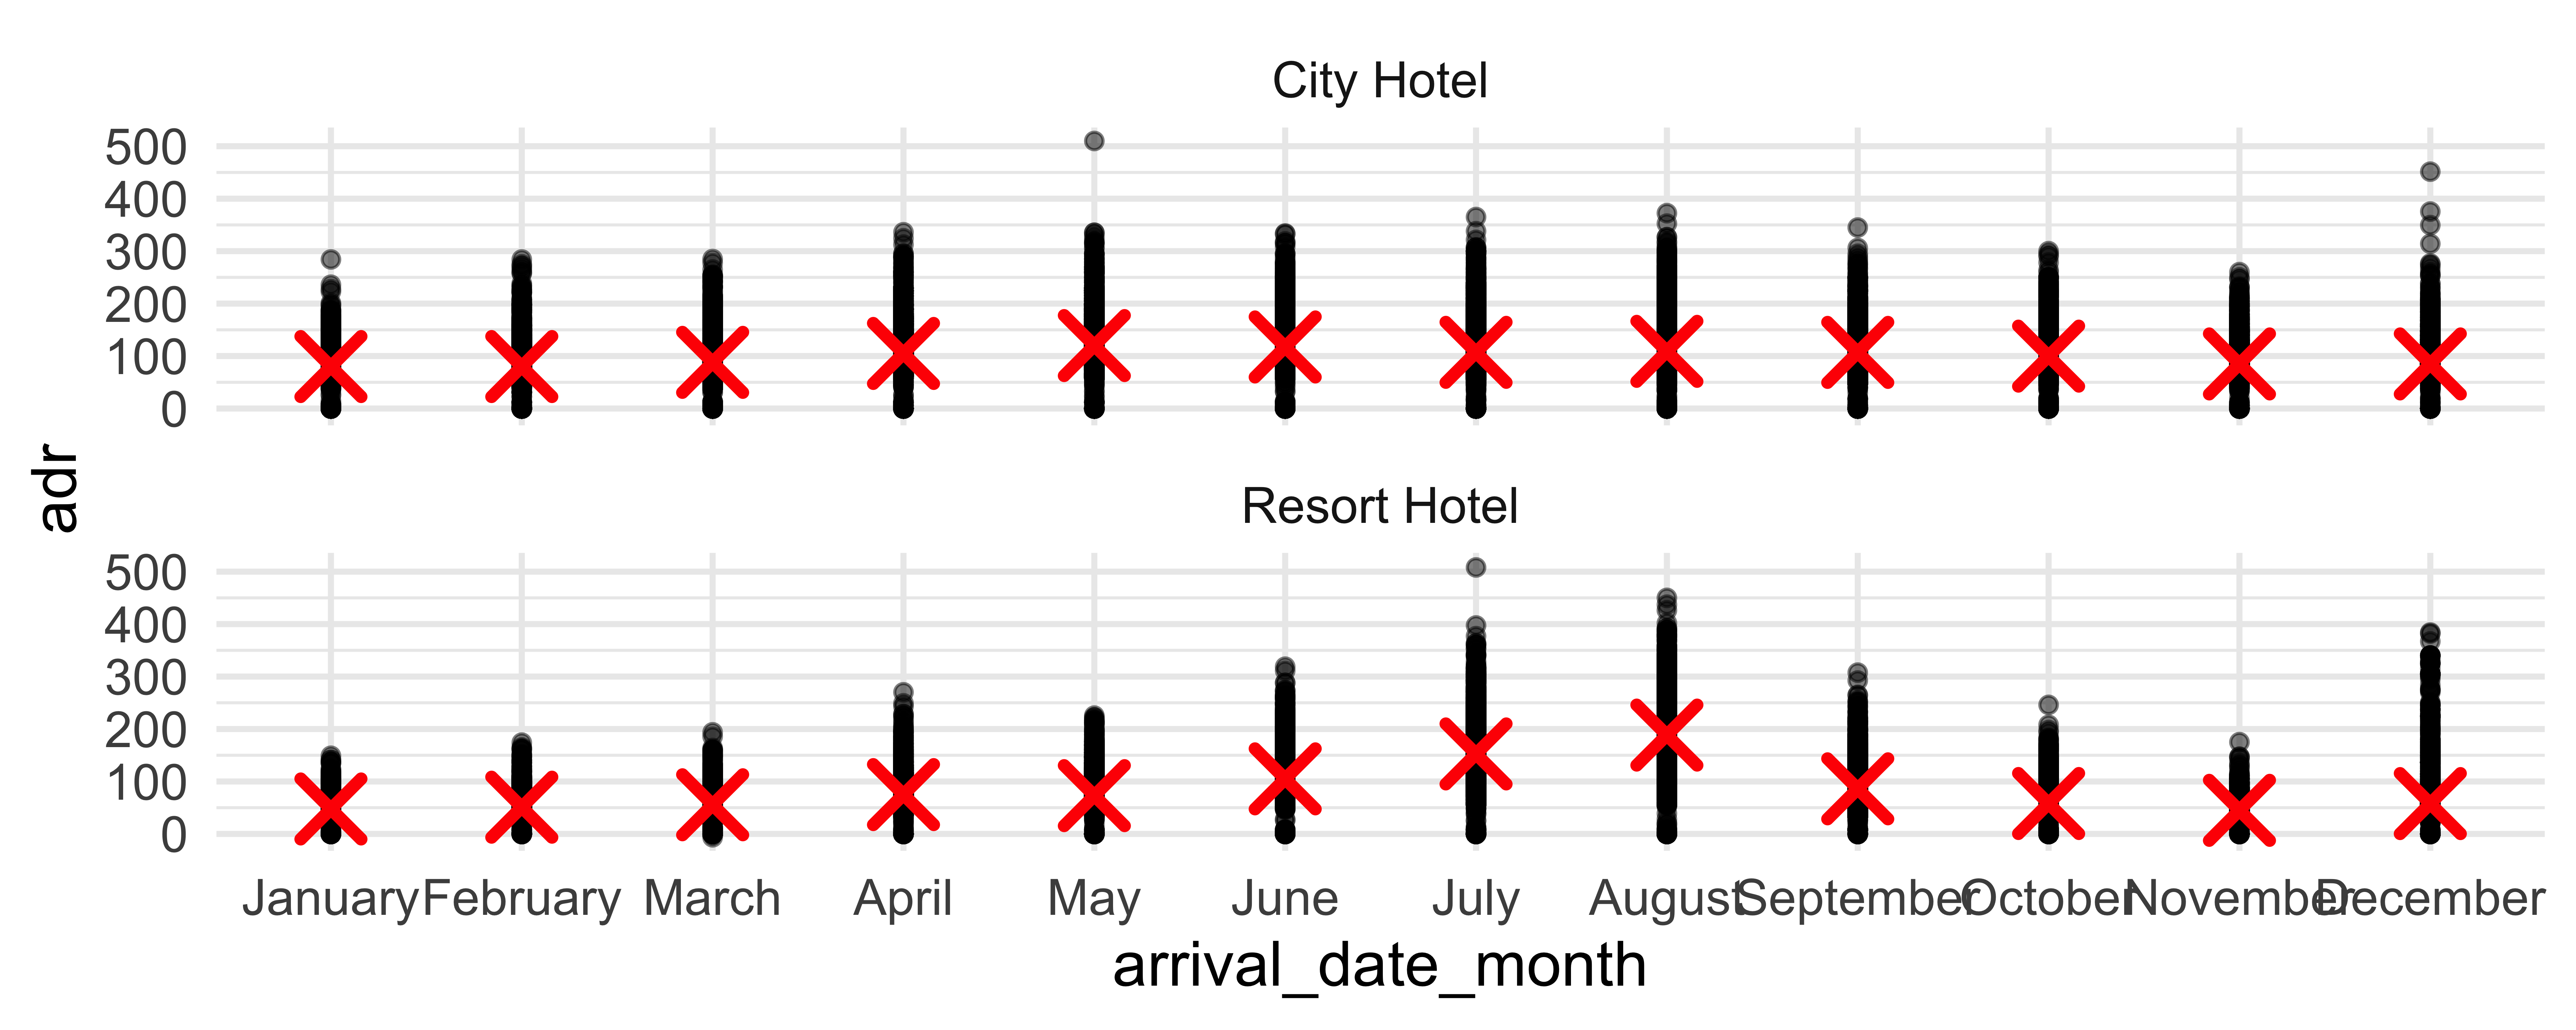 City Hotel
500
400
300
200
100
0
adr
Resort Hotel
500
400
300
200
100
0
January February March April May June July August September October November December
arrival_date_month